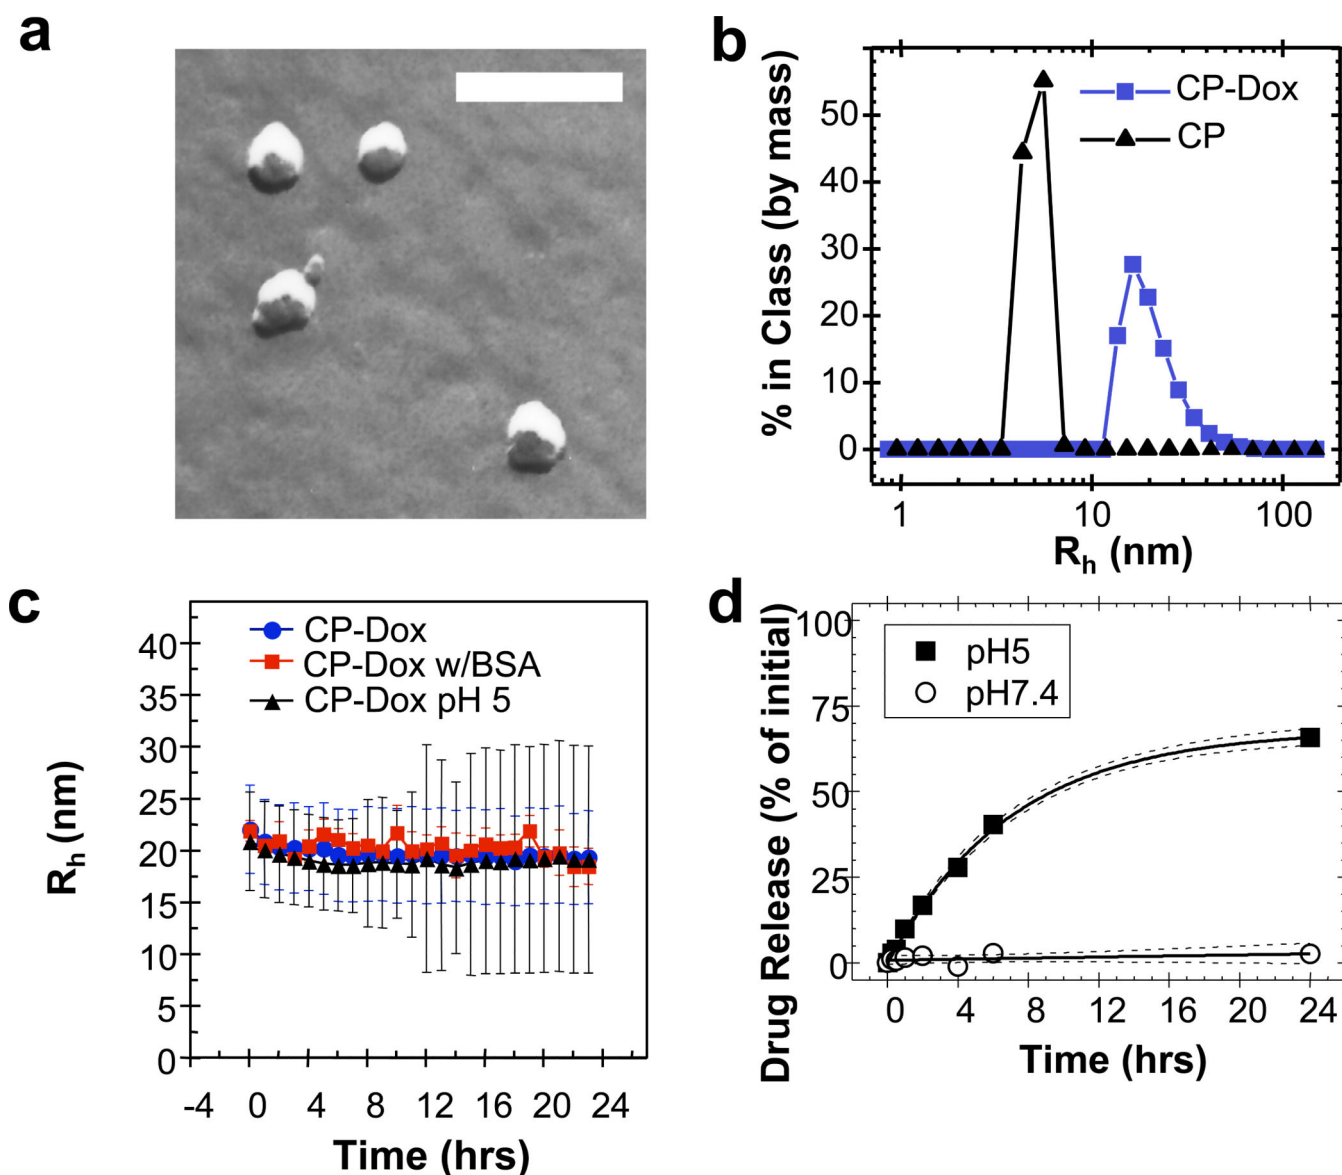 a
b
% in Class (by mass)
50
40
30
20
10
0
CP-Dox
CP
1
10
100
Rₕ (nm)
c
Rₕ (nm)
40
35
30
25
20
15
10
5
0
CP-Dox
CP-Dox w/BSA
CP-Dox pH 5
-4 0 4 8 12 16 20 24
Time (hrs)
d
Drug Release (% of initial)
100
75
50
25
0
pH5
pH7.4
0 4 8 12 16 20 24
Time (hrs)